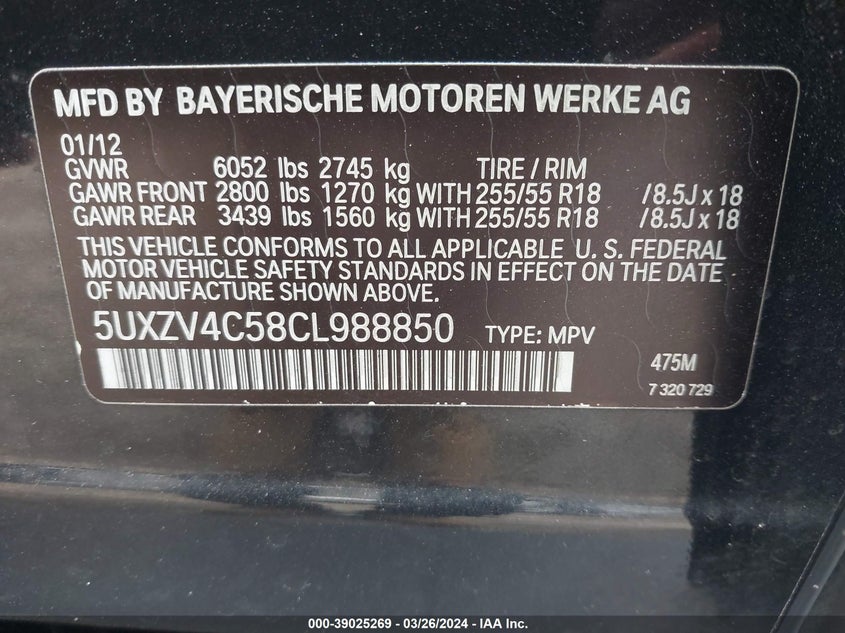 MFD BY BAYERISCHE MOTOREN WERKE AG
01/12
GVWR 6052 lbs 2745 kg TIRE / RIM
GAWR FRONT 2800 lbs 1270 kg WITH 255/55 R18 /8.5J x 18
GAWR REAR 3439 lbs 1560 kg WITH 255/55 R18 /8.5J x 18
THIS VEHICLE CONFORMS TO ALL APPLICABLE U. S. FEDERAL
MOTOR VEHICLE SAFETY STANDARDS IN EFFECT ON THE DATE
OF MANUFACTURE SHOWN ABOVE.
5UXZV4C58CL988850 TYPE: MPV
475M
7 320 729
000-39025269 - 03/26/2024 - IAA Inc.